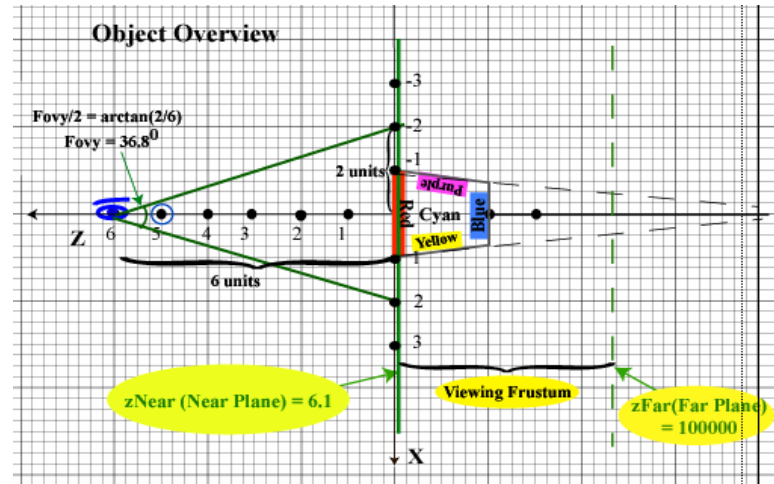 Object Overview
-3
Fovy/2 = arctan(2/6)
Fovy = 36.8⁰
-2
-1
2 units
Purple
Red
Cyan
Blue
Yellow
Z
6
5
4
3
2
1
1
6 units
2
3
zNear (Near Plane) = 6.1
Viewing Frustum
zFar(Far Plane)
= 100000
X